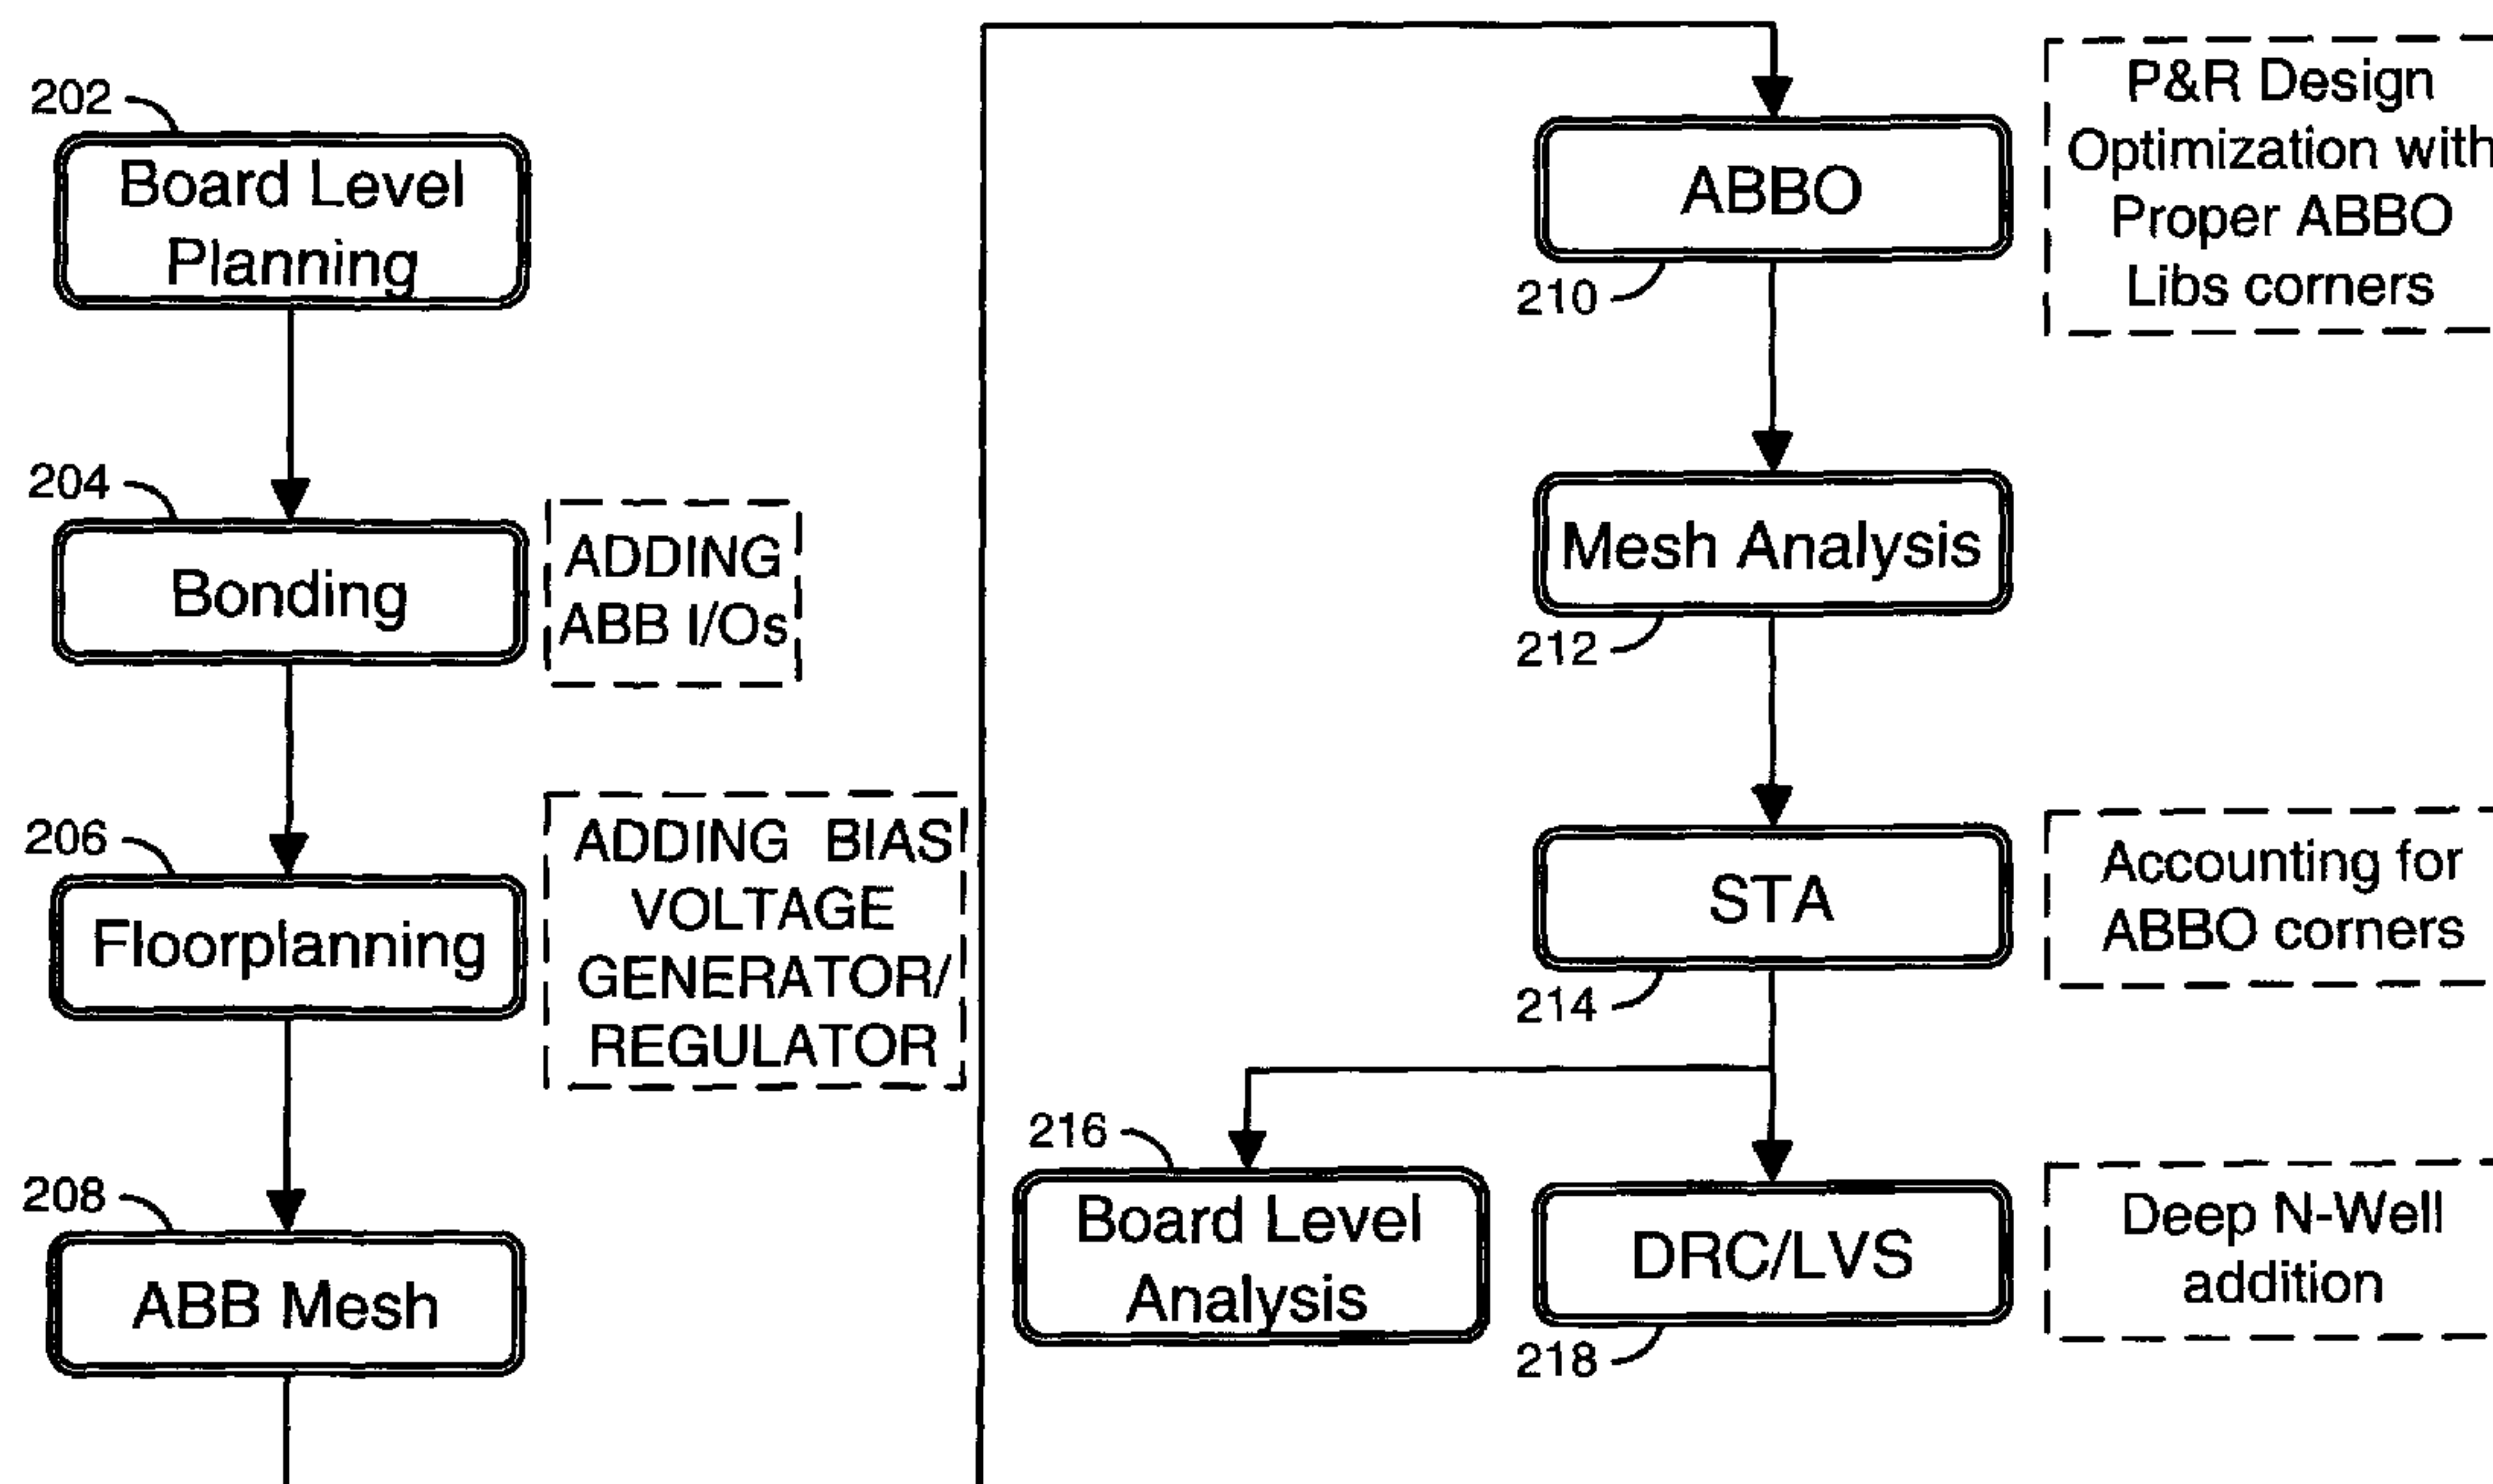 202
Board Level
Planning
204
Bonding
ADDING
ABB I/Os
206
Floorplanning
ADDING BIAS
VOLTAGE
GENERATOR/
REGULATOR
208
ABB Mesh
ABBO
210
P&R Design
Optimization with
Proper ABBO
Libs corners
Mesh Analysis
212
STA
214
Accounting for
ABBO corners
216
Board Level
Analysis
DRC/LVS
218
Deep N-Well
addition